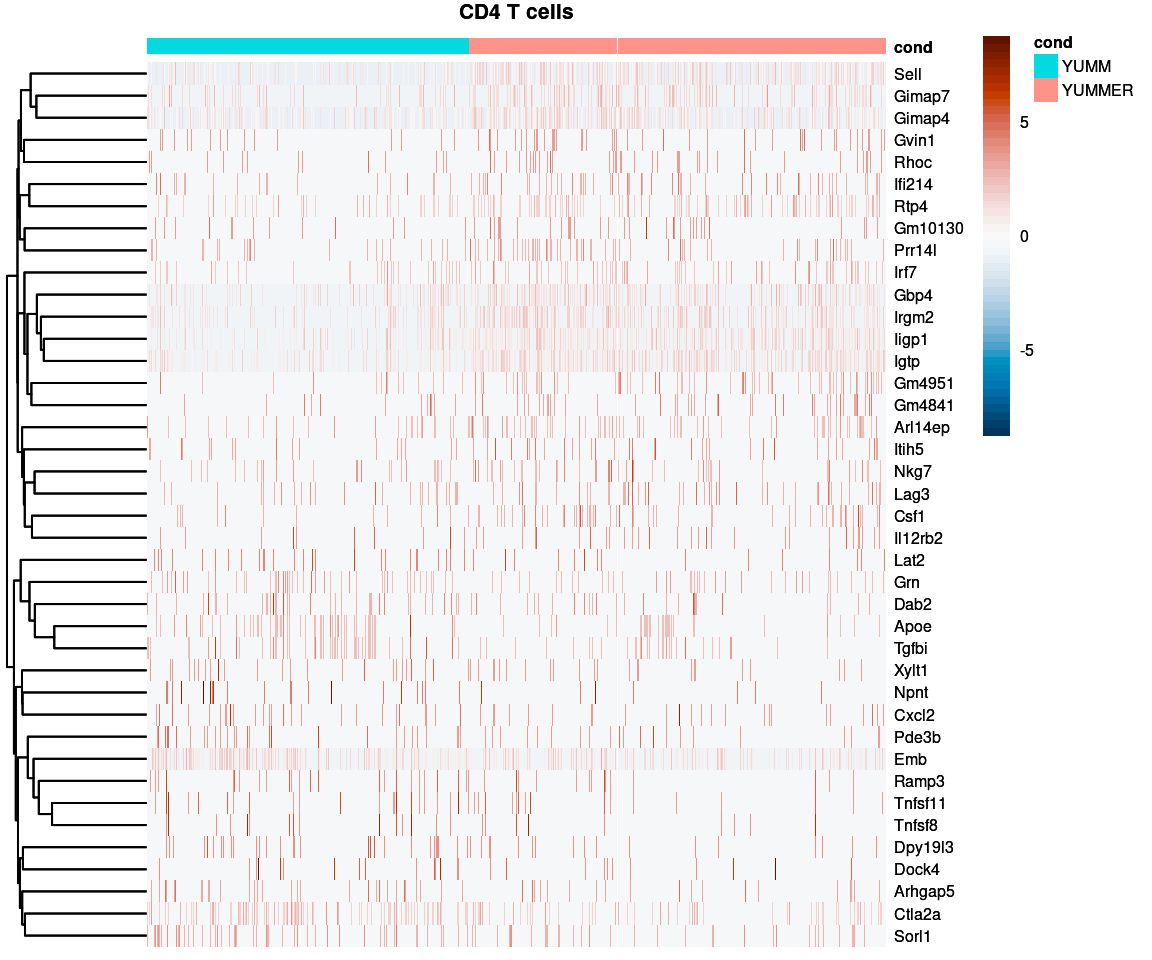 CD4 T cells
cond
Sell
Gimap7
Gimap4
Gvin1
Rhoc
Ifi214
Rtp4
Gm10130
Prr14l
Irf7
Gbp4
Irgm2
Iigp1
Igtp
Gm4951
Gm4841
Arl14ep
Itih5
Nkg7
Lag3
Csf1
Il12rb2
Lat2
Grn
Dab2
Apoe
Tgfbi
Xylt1
Npnt
Cxcl2
Pde3b
Emb
Ramp3
Tnfsf11
Tnfsf8
Dpy19l3
Dock4
Arhgap5
Ctla2a
Sorl1
5
0
-5
cond
YUMM
YUMMER